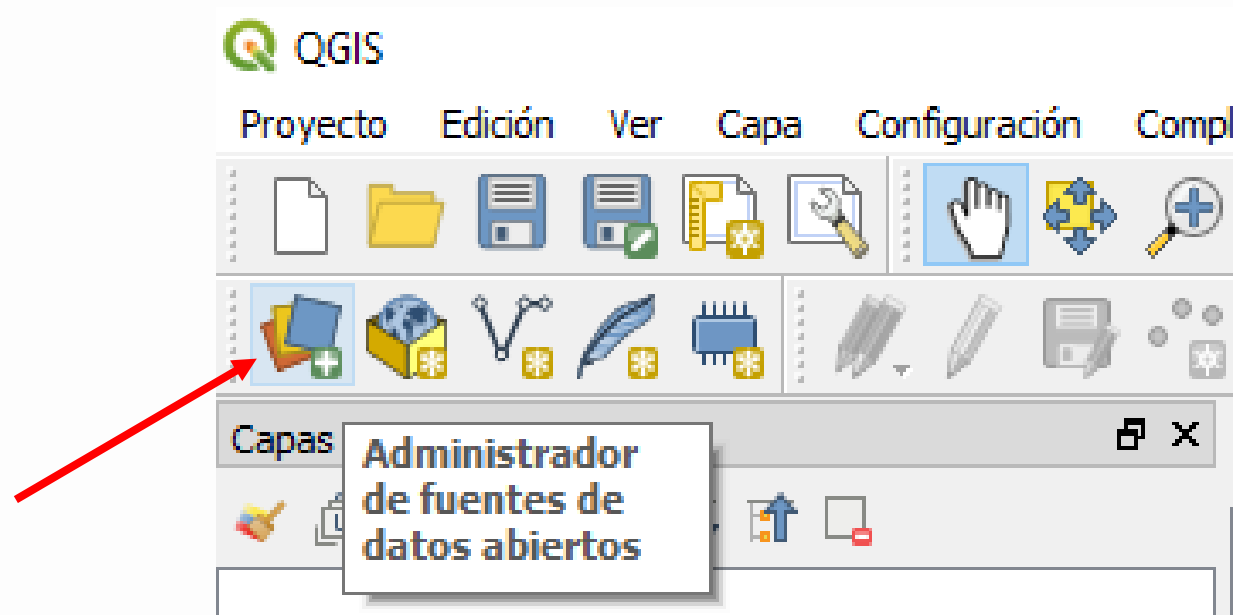 QGIS
Proyecto Edición Ver Capa Configuración Compl
Capas
Administrador
de fuentes de
datos abiertos